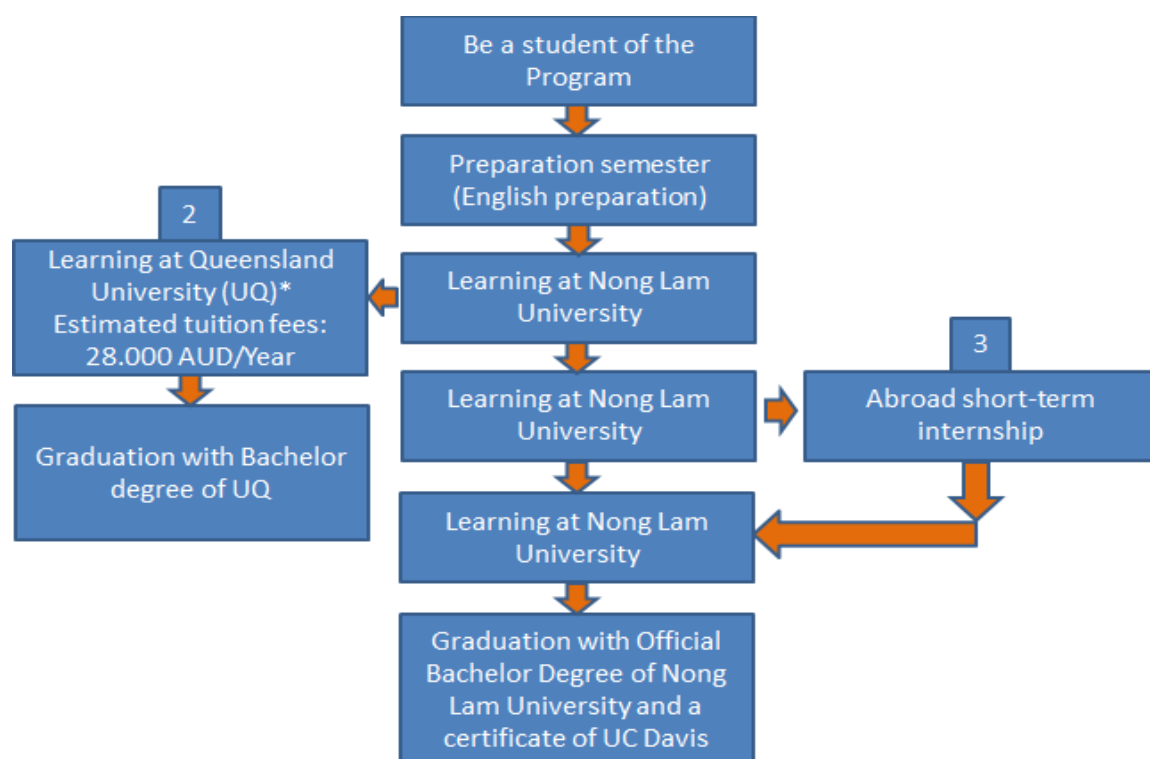 Be a student of the
Program
Preparation semester
(English preparation)
2
Learning at Queensland
University (UQ)*
Estimated tuition fees:
28.000 AUD/Year
Learning at Nong Lam
University
3
Learning at Nong Lam
University
Abroad short-term
internship
Graduation with Bachelor
degree of UQ
Learning at Nong Lam
University
Graduation with Official
Bachelor Degree of Nong
Lam University and a
certificate of UC Davis